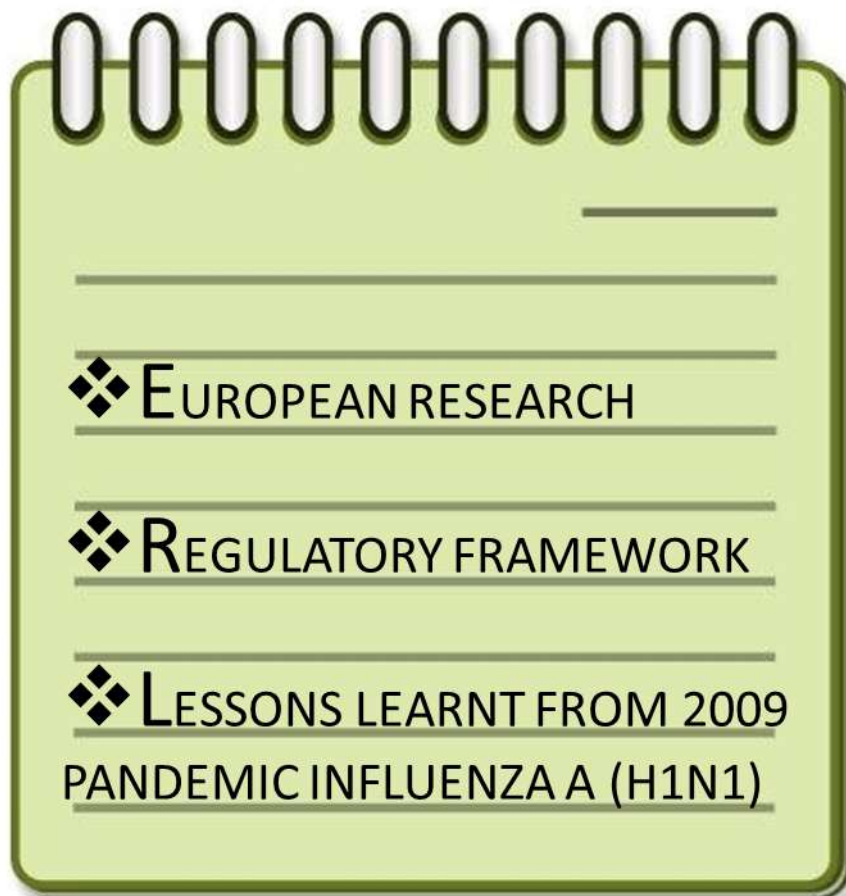 ❖EUROPEAN RESEARCH
❖REGULATORY FRAMEWORK
❖LESSONS LEARNT FROM 2009
PANDEMIC INFLUENZA A (H1N1)